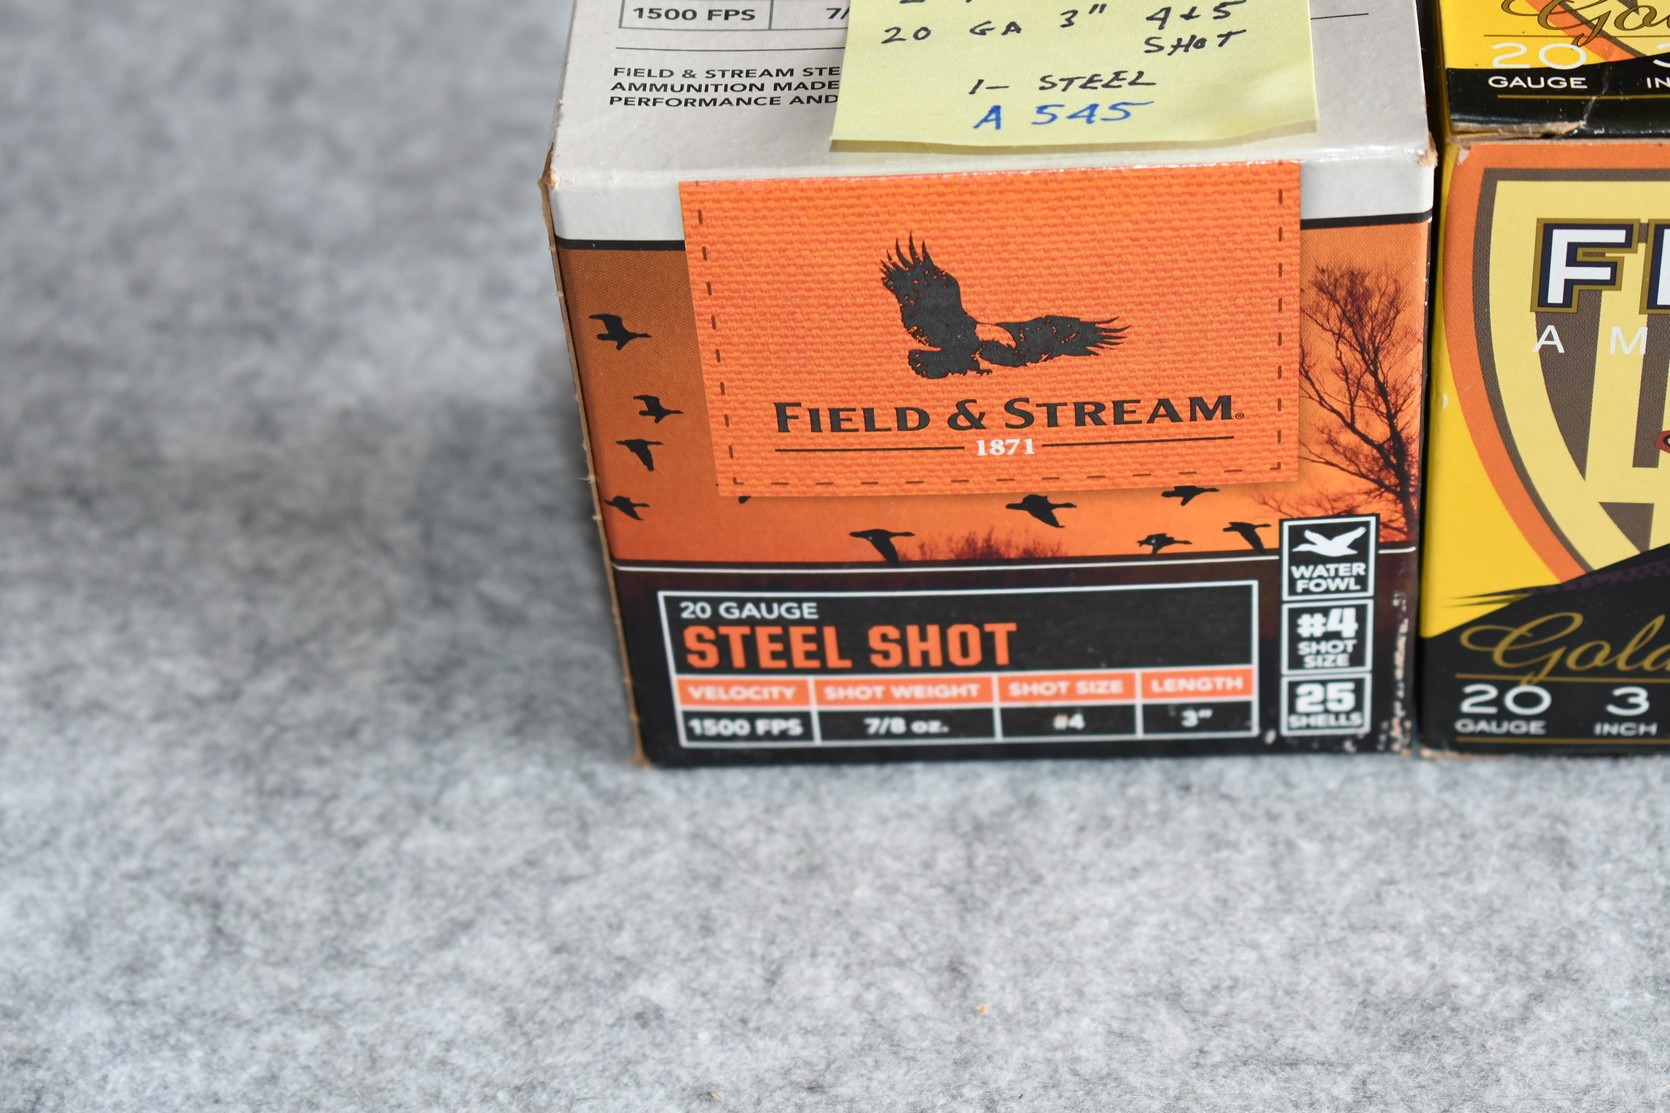 1500 FPS
FIELD & STREAM
AMMUNITION MADE
PERFORMANCE AND
20 GA 3" 4+5
SHOT
1- STEEL
A 545
FIELD & STREAM®
1871
WATER
FOWL
#4
SHOT
SIZE
25
SHELLS
20 GAUGE
STEEL SHOT
VELOCITY SHOT WEIGHT SHOT SIZE LENGTH
1500 FPS 7/8 oz. #4 3"
20
GAUGE
20 3
GAUGE INCH